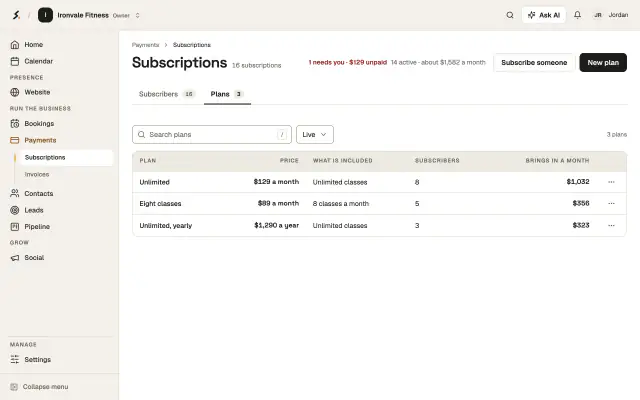 / I Ironvale Fitness Owner Ask AI JR Jordan
Home
Calendar
PRESENCE
Website
RUN THE BUSINESS
Bookings
Payments
Subscriptions
Invoices
Contacts
Leads
Pipeline
GROW
Social
MANAGE
Settings
Collapse menu
Payments > Subscriptions
Subscriptions 16 subscriptions
1 needs you · $129 unpaid 14 active · about $1,582 a month
Subscribe someone
New plan
Subscribers 16 Plans 3
Search plans / Live 3 plans
PLAN PRICE WHAT IS INCLUDED SUBSCRIBERS BRINGS IN A MONTH
Unlimited $129 a month Unlimited classes 8 $1,032 ...
Eight classes $89 a month 8 classes a month 5 $356 ...
Unlimited, yearly $1,290 a year Unlimited classes 3 $323 ...